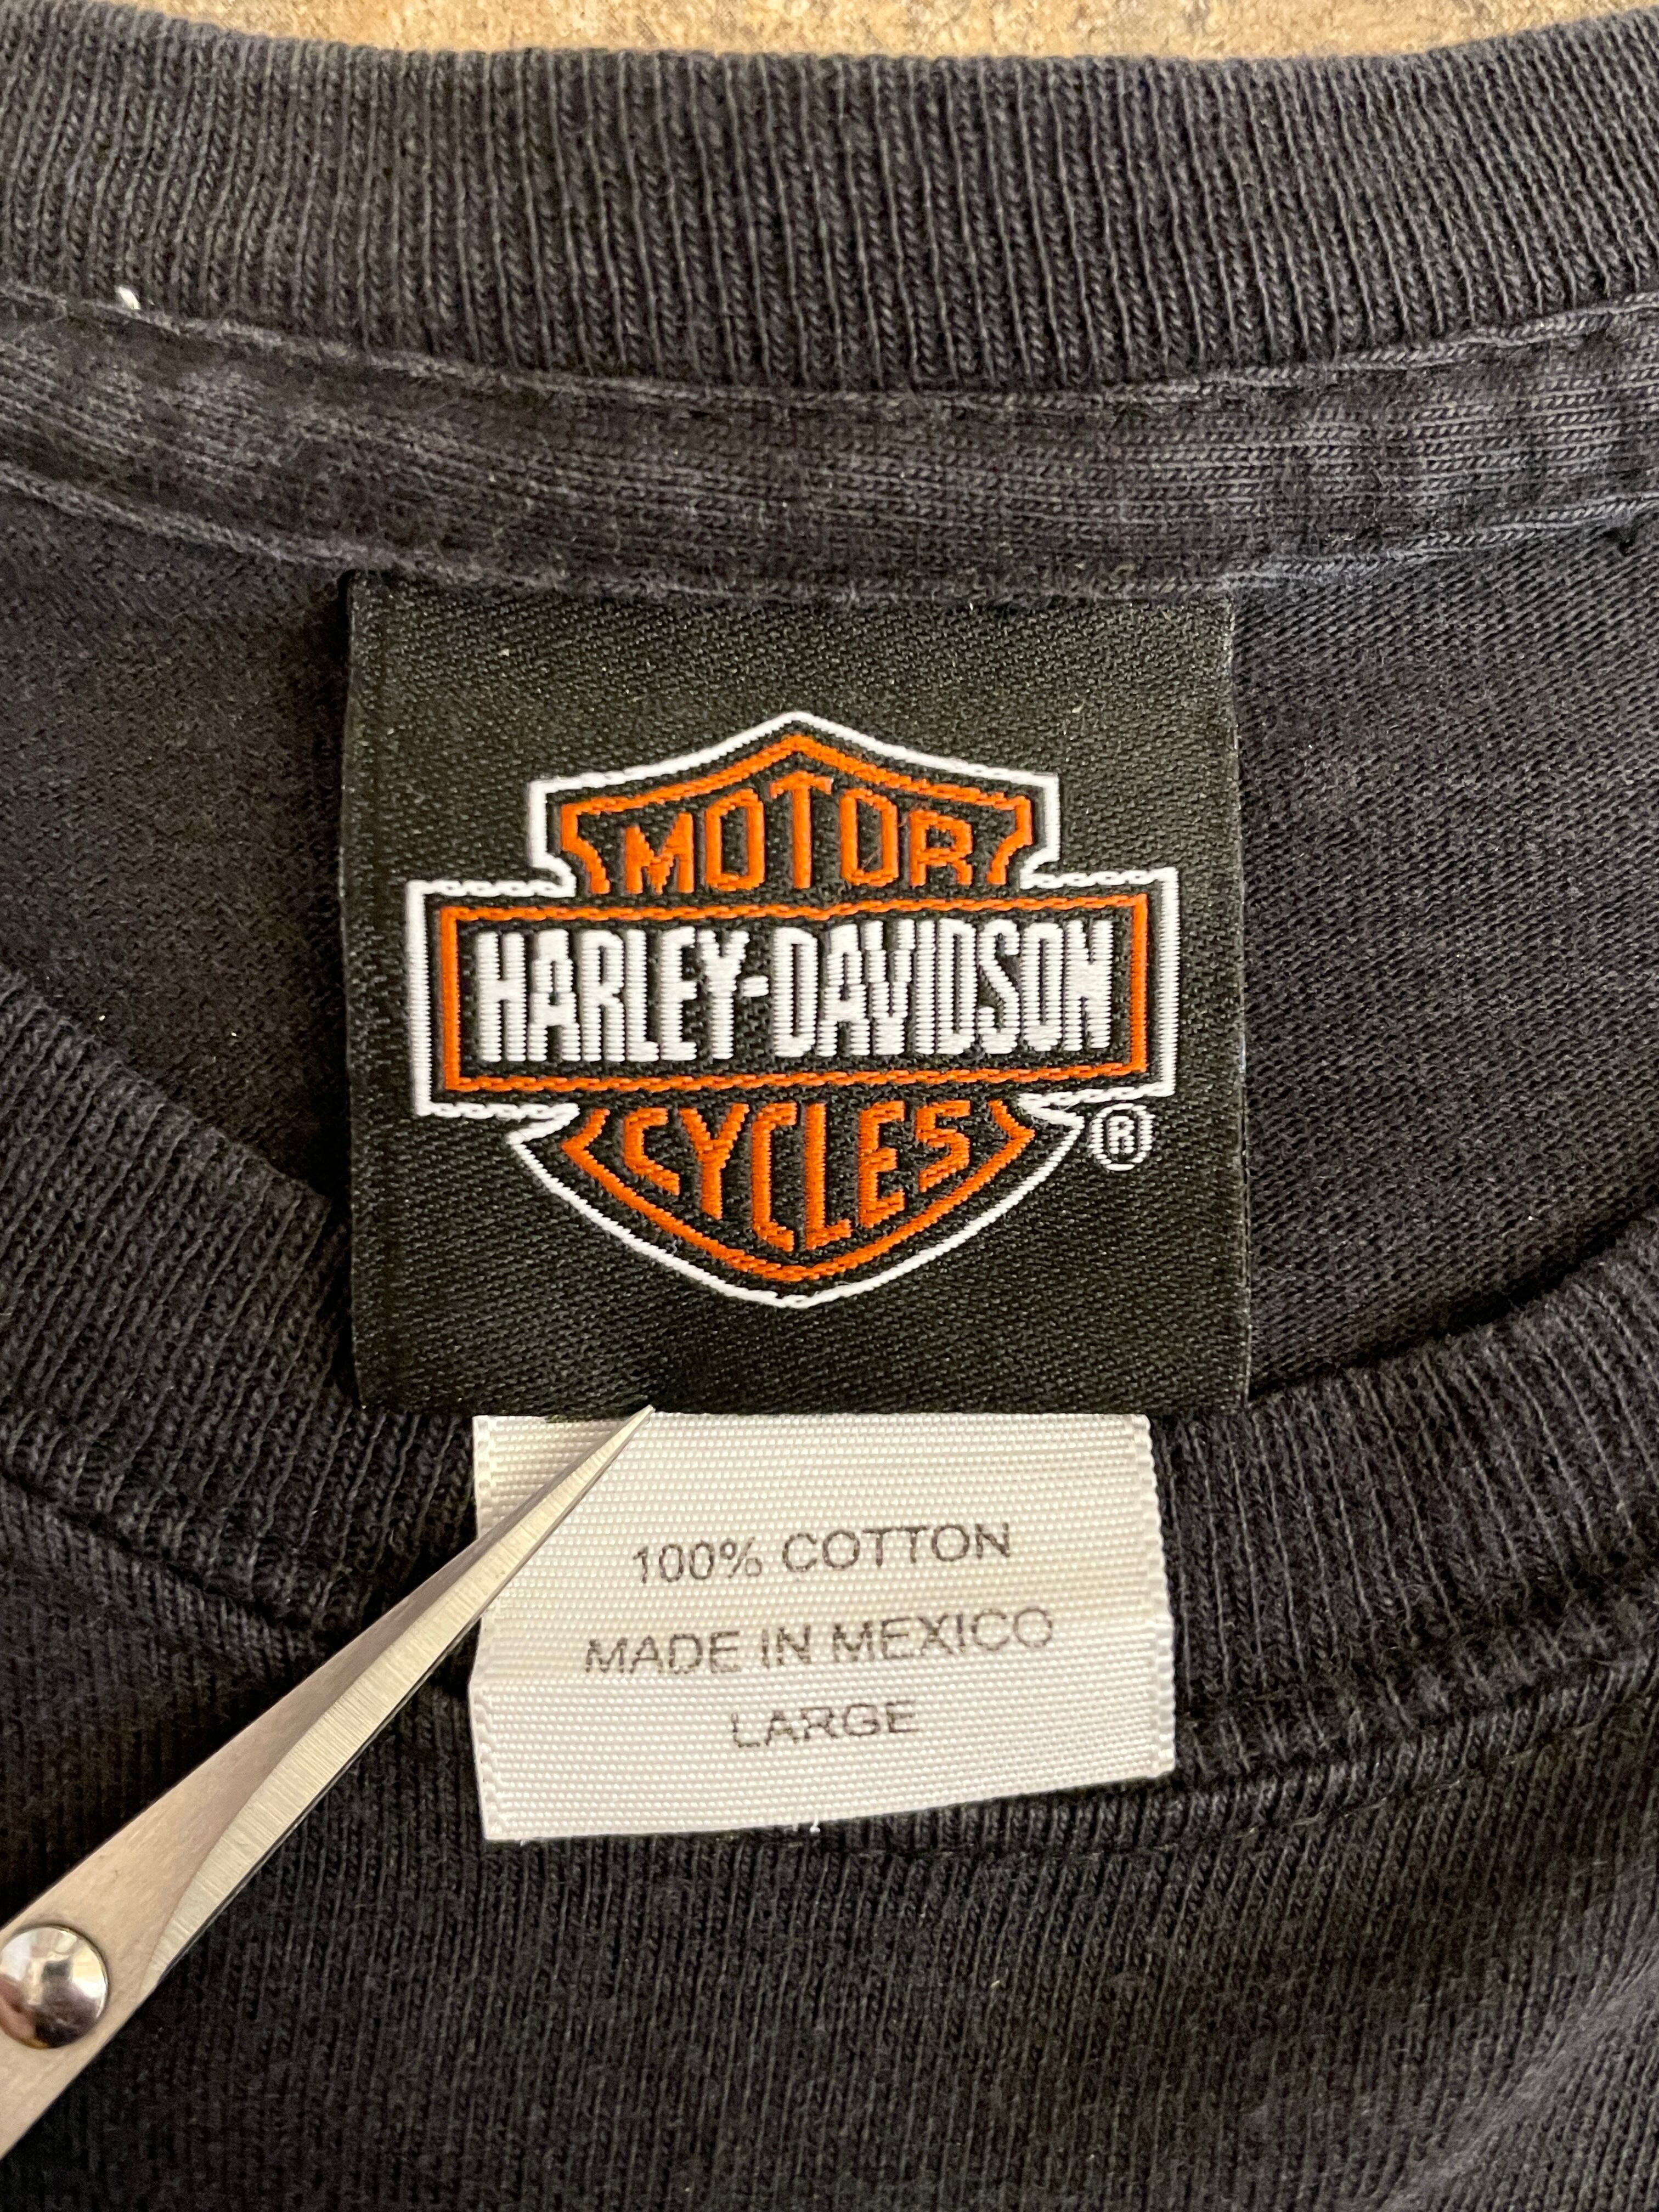 MOTOR
HARLEY-DAVIDSON
CYCLES
®
100% COTTON
MADE IN MEXICO
LARGE